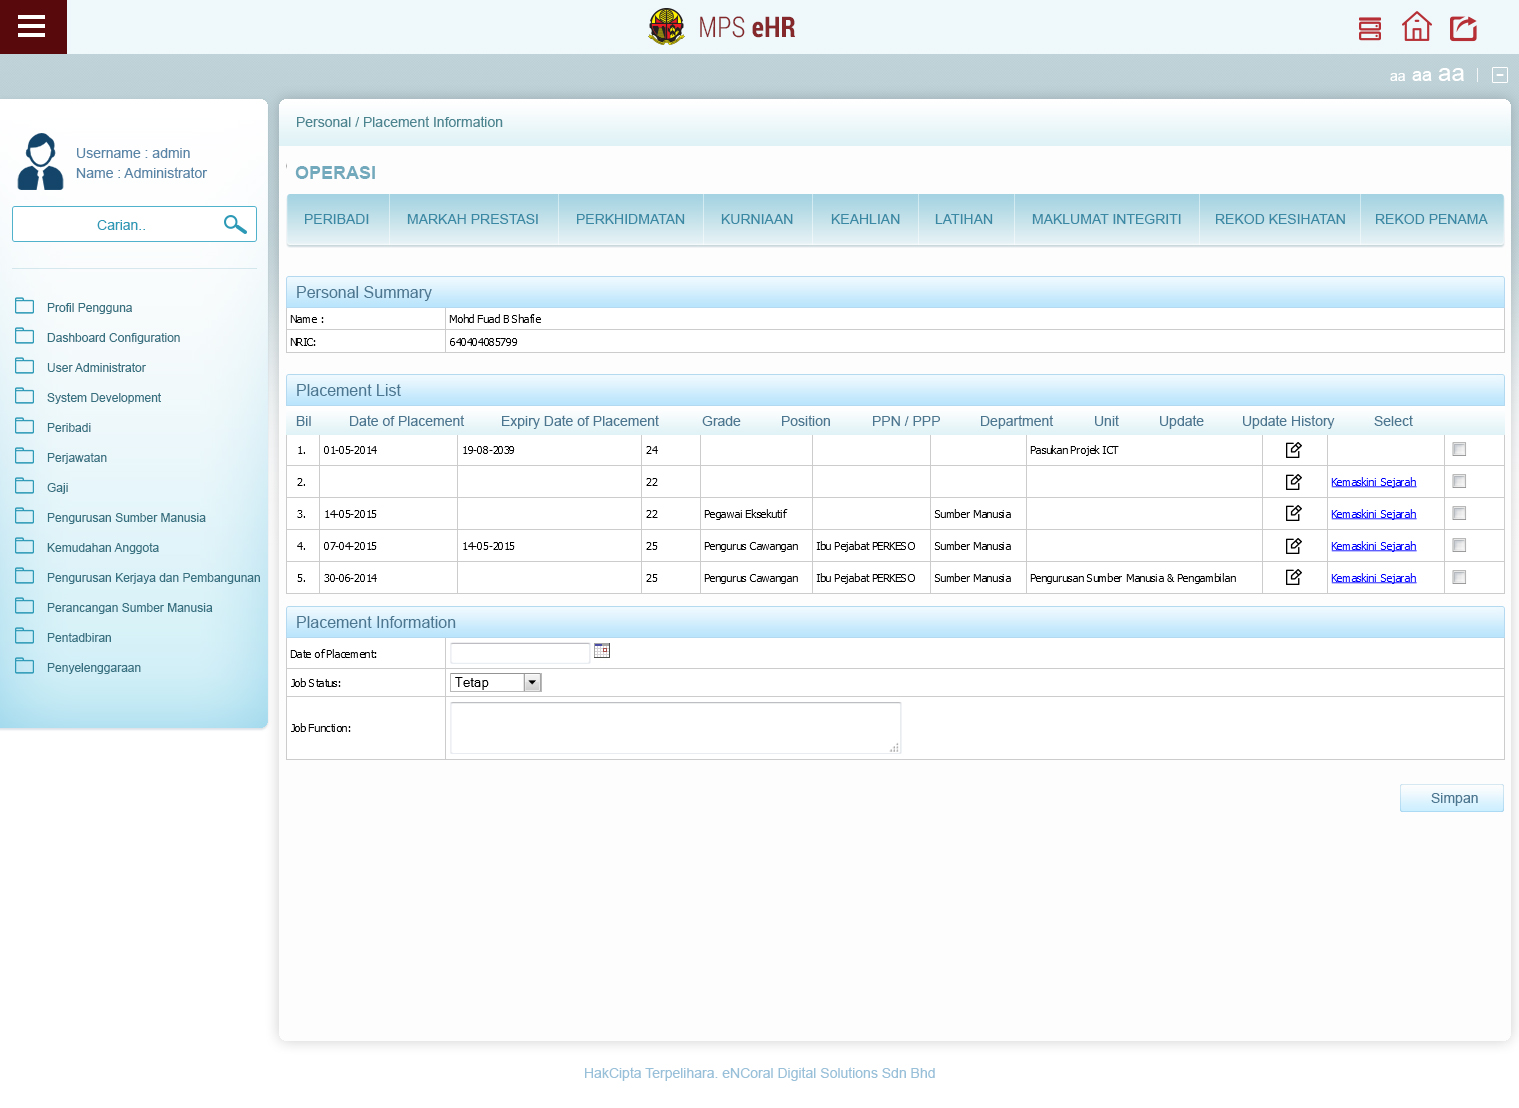 MPS eHR
aa aa aa
Username : admin
Name : Administrator
Carian..
Profil Pengguna
Dashboard Configuration
User Administrator
System Development
Peribadi
Perjawatan
Gaji
Pengurusan Sumber Manusia
Kemudahan Anggota
Pengurusan Kerjaya dan Pembangunan
Perancangan Sumber Manusia
Pentadbiran
Penyelenggaraan
Personal / Placement Information
OPERASI
PERIBADI MARKAH PRESTASI PERKHIDMATAN KURNIAAN KEAHLIAN LATIHAN MAKLUMAT INTEGRITI REKOD KESIHATAN REKOD PENAMA
Personal Summary
Name : Mohd Fuad B Shafie
NRIC: 640404085799
Placement List
Bil Date of Placement Expiry Date of Placement Grade Position PPN / PPP Department Unit Update Update History Select
1. 01-05-2014 19-08-2039 24 Pasukan Projek ICT
2. 22 Kemaskini Sejarah
3. 14-05-2015 22 Pegawai Eksekutif Sumber Manusia Kemaskini Sejarah
4. 07-04-2015 14-05-2015 25 Pengurus Cawangan Ibu Pejabat PERKESO Sumber Manusia Kemaskini Sejarah
5. 30-06-2014 25 Pengurus Cawangan Ibu Pejabat PERKESO Sumber Manusia Pengurusan Sumber Manusia & Pengambilan Kemaskini Sejarah
Placement Information
Date of Placement:
Job Status: Tetap
Job Function:
Simpan
HakCipta Terpelihara. eNCoral Digital Solutions Sdn Bhd